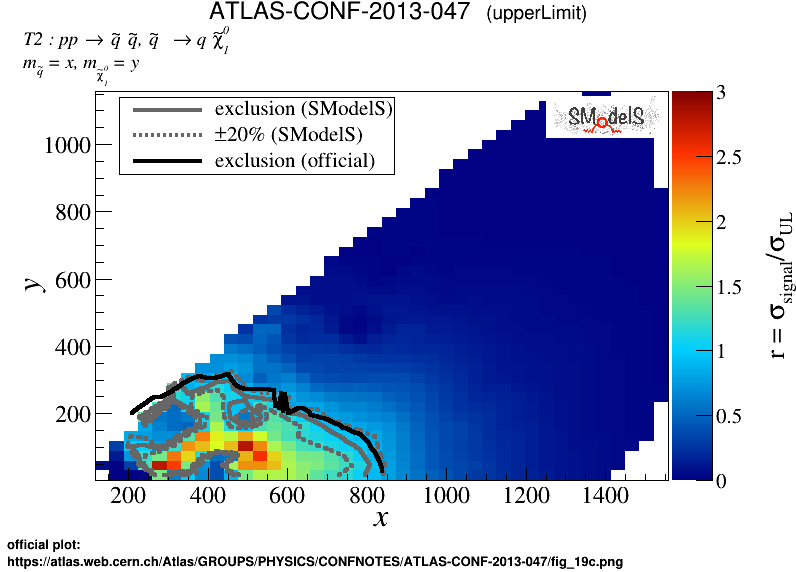 ATLAS-CONF-2013-047 (upperLimit)
T2 : pp → q̃ q̃, q̃ → q χ̃₁⁰
m_q̃ = x, m_χ̃₁⁰ = y
exclusion (SModelS)
±20% (SModelS)
exclusion (official)
SModelS
3
2.5
2
1.5
1
0.5
0
r = σ_signal/σ_UL
1000
800
600
400
200
y
200 400 600 800 1000 1200 1400
x
official plot:
https://atlas.web.cern.ch/Atlas/GROUPS/PHYSICS/CONFNOTES/ATLAS-CONF-2013-047/fig_19c.png